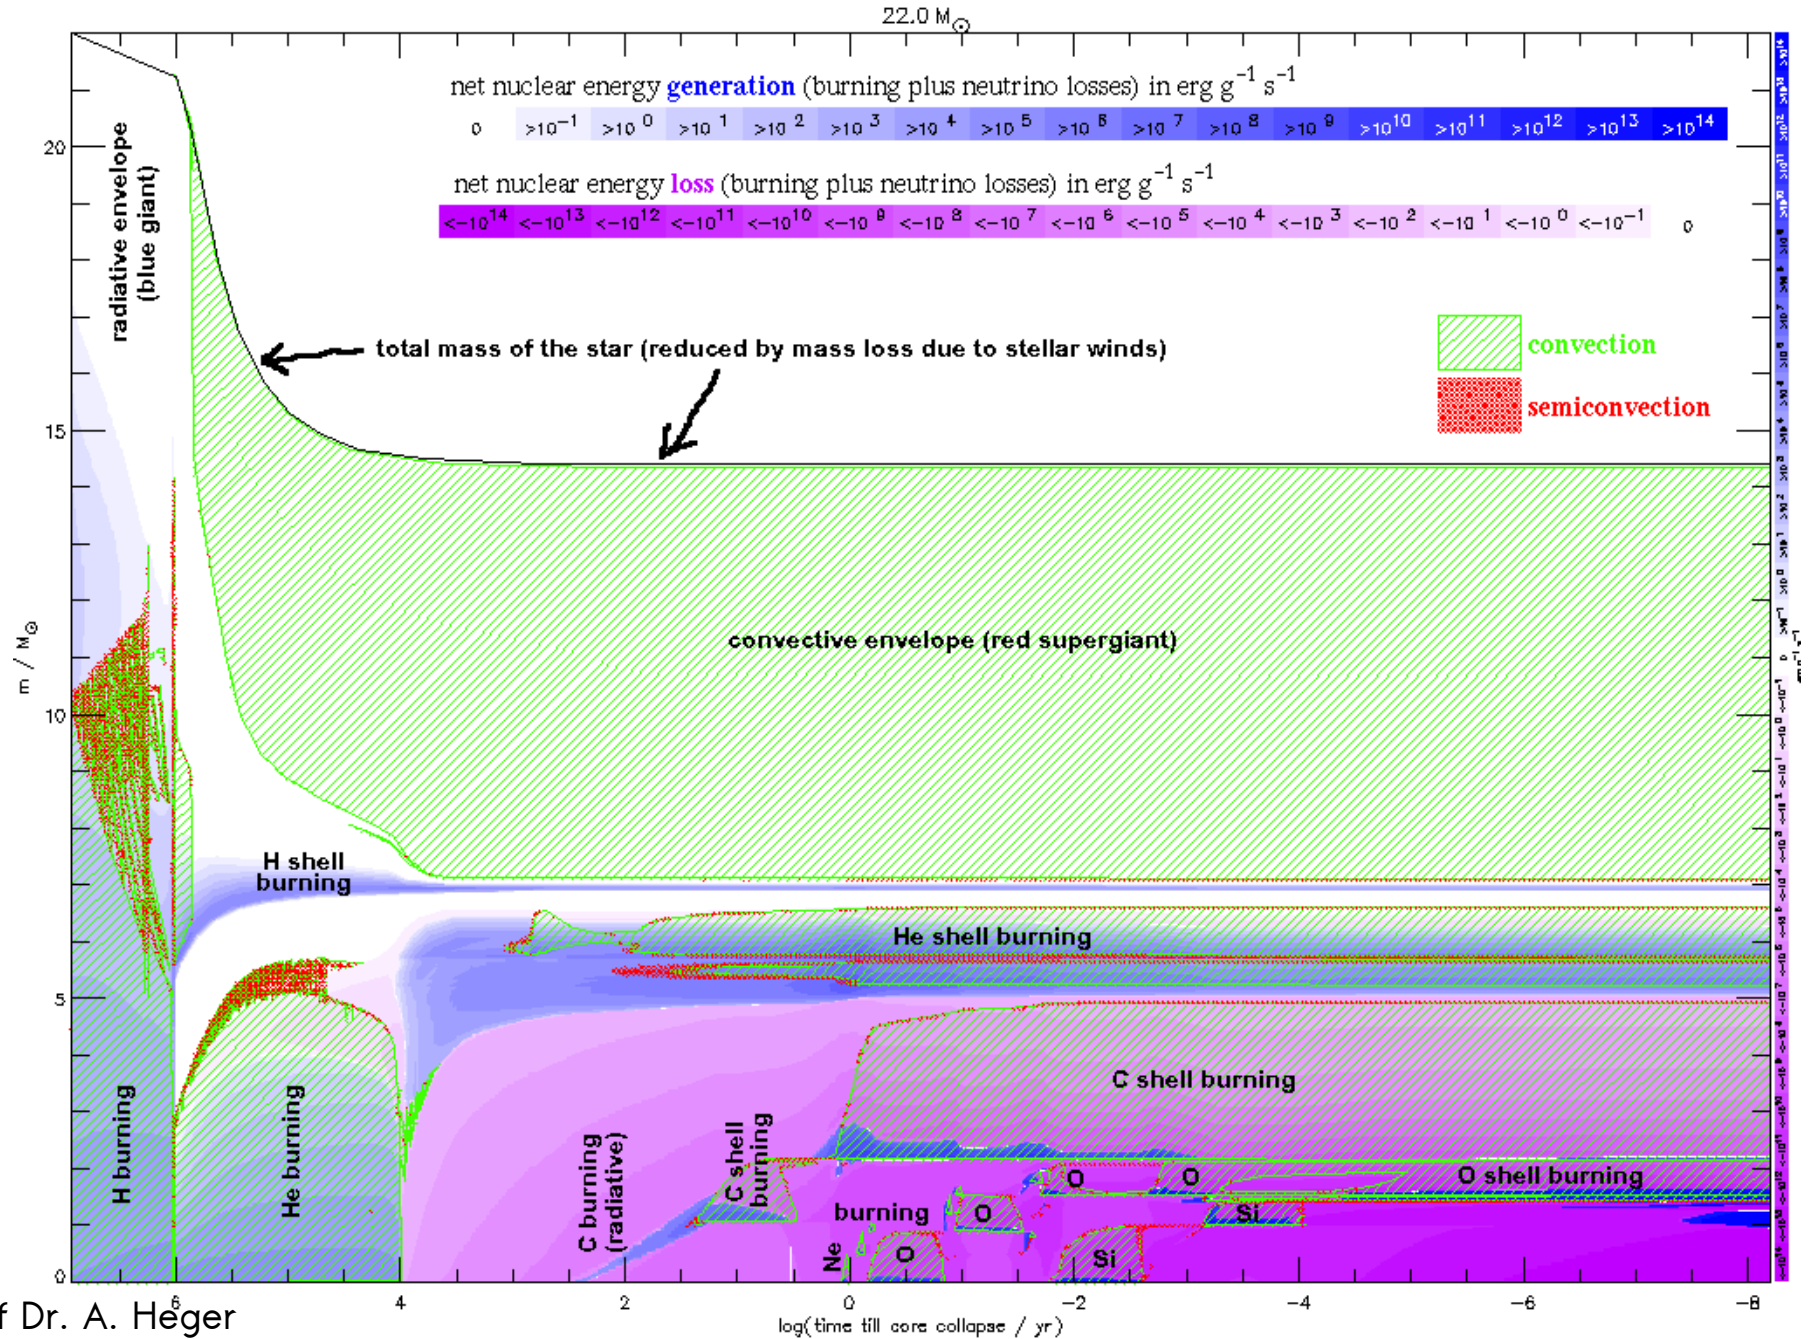 22.0 M☉
net nuclear energy generation (burning plus neutrino losses) in erg g⁻¹ s⁻¹
0 >10⁻¹ >10⁰ >10¹ >10² >10³ >10⁴ >10⁵ >10⁶ >10⁷ >10⁸ >10⁹ >10¹⁰ >10¹¹ >10¹² >10¹³ >10¹⁴
net nuclear energy loss (burning plus neutrino losses) in erg g⁻¹ s⁻¹
<−10¹⁴ <−10¹³ <−10¹² <−10¹¹ <−10¹⁰ <−10⁹ <−10⁸ <−10⁷ <−10⁶ <−10⁵ <−10⁴ <−10³ <−10² <−10¹ <−10⁰ <−10⁻¹ 0
radiative envelope
(blue giant)
total mass of the star (reduced by mass loss due to stellar winds)
convection
semiconvection
convective envelope (red supergiant)
H shell
burning
He shell burning
C shell burning
H burning
He burning
C burning
(radiative)
C shell
burning
burning
Ne
O
O
O
O
O shell burning
Si
Si
m / M☉
20
15
10
5
0
6
4
2
0
−2
−4
−6
−8
log(time till core collapse / yr)
f Dr. A. Heger